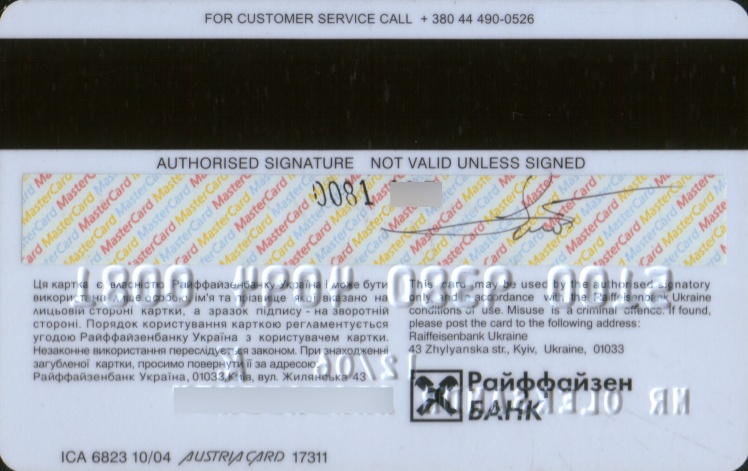 FOR CUSTOMER SERVICE CALL + 380 44 490-0526
AUTHORISED SIGNATURE NOT VALID UNLESS SIGNED
0081
Ця картка є власністю Райффайзенбанку Україна і може бути
лише ім'я та вказано на
лицьовій стороні картки, а зразок підпису - на зворотній
стороні. Порядок користування карткою регламентується
угодою Райффайзенбанку Україна з користувачем картки.
Незаконне використання переслідується законом. При знаходженні
загубленої картки, просимо повернути її за адресою:
Райффайзенбанк Україна, 01033, вул. Жилянська 43
This card may be used by the authorised signatory
only and in accordance with the Raiffeisenbank Ukraine
conditions of use. Misuse is a criminal offence. If found,
please post the card to the following address:
Raiffeisenbank Ukraine
43 Zhylyanska str., Kyiv, Ukraine, 01033
Райффайзен
БАНК
ICA 6823 10/04 AUSTRIA CARD 17311